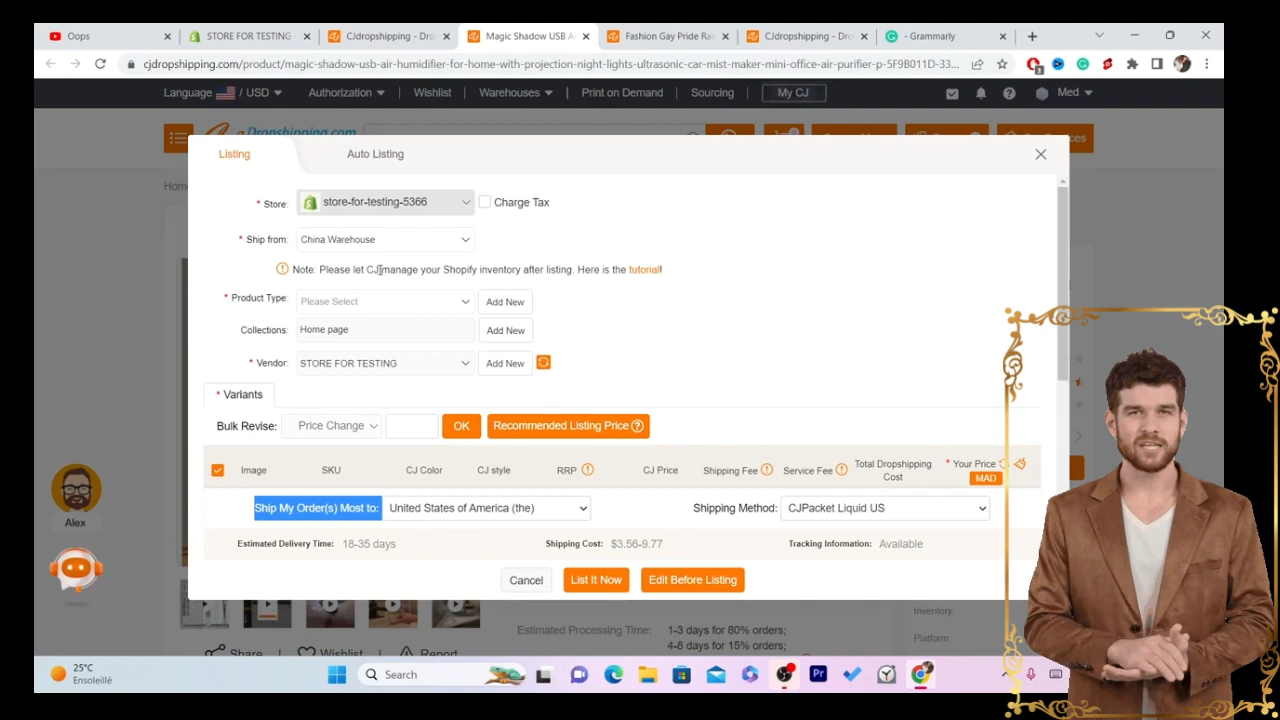 Oops
STORE FOR TESTING
CJdropshipping - Dro
Magic Shadow USB A
Fashion Gay Pride Ra
CJdropshipping - Dro
- Grammarly
cjdropshipping.com/product/magic-shadow-usb-air-humidifier-for-home-with-projection-night-lights-ultrasonic-car-mist-maker-mini-office-air-purifier-p-5F9B011D-33...
3
Language / USD Authorization Wishlist Warehouses Print on Demand Sourcing My CJ Med
Dropshipping.com
Hom
Listing Auto Listing
* Store: store-for-testing-5366 Charge Tax
* Ship from: China Warehouse
Note: Please let CJ manage your Shopify inventory after listing. Here is the tutorial!
* Product Type: Please Select Add New
Collections: Home page Add New
* Vendor: STORE FOR TESTING Add New
* Variants
Bulk Revise: Price Change OK Recommended Listing Price
Image SKU CJ Color CJ style RRP CJ Price Shipping Fee Service Fee Total Dropshipping Cost * Your Price
MAD
Ship My Order(s) Most to: United States of America (the) Shipping Method: CJPacket Liquid US
Estimated Delivery Time: 18-35 days Shipping Cost: $3.56-9.77 Tracking Information: Available
Cancel List It Now Edit Before Listing
Alex
Inventory
Estimated Processing Time: 1-3 days for 80% orders;
4-8 days for 15% orders;
Platform:
Share Wishlist Report
25°C
Ensoleillé
Search
Pr